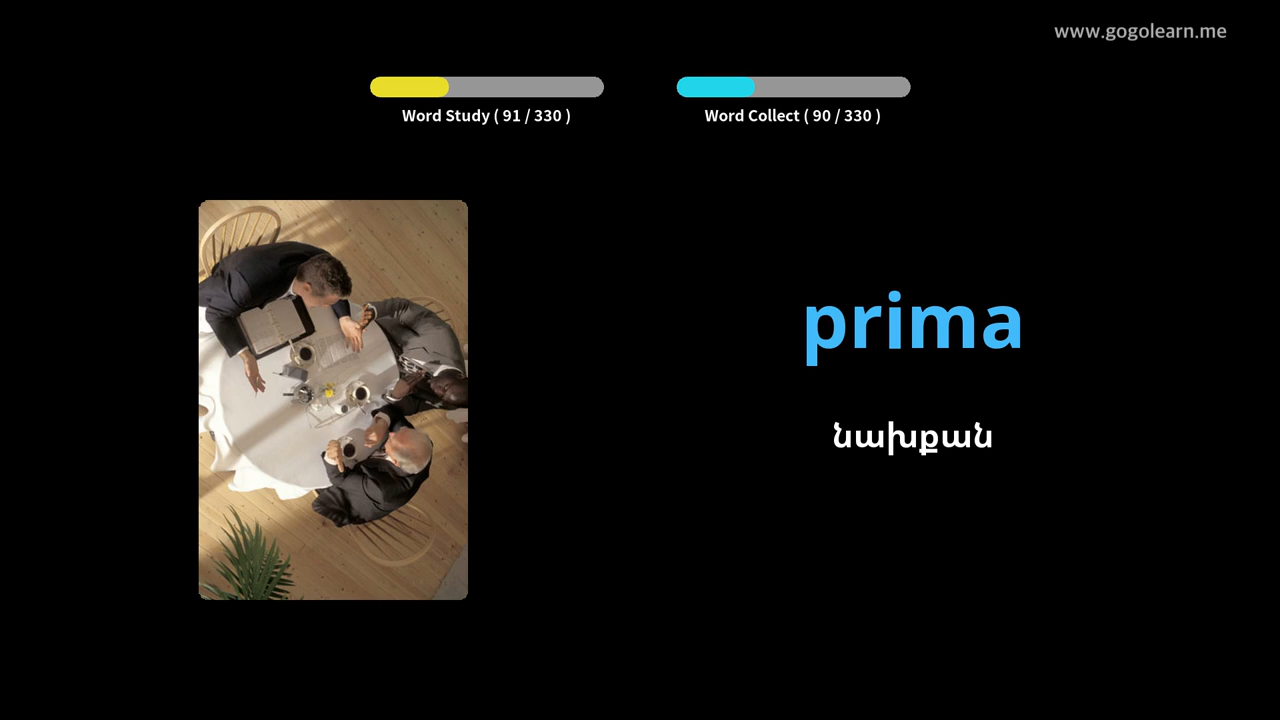 www.gogolearn.me
Word Study ( 91 / 330 )
Word Collect ( 90 / 330 )
prima
նախքան